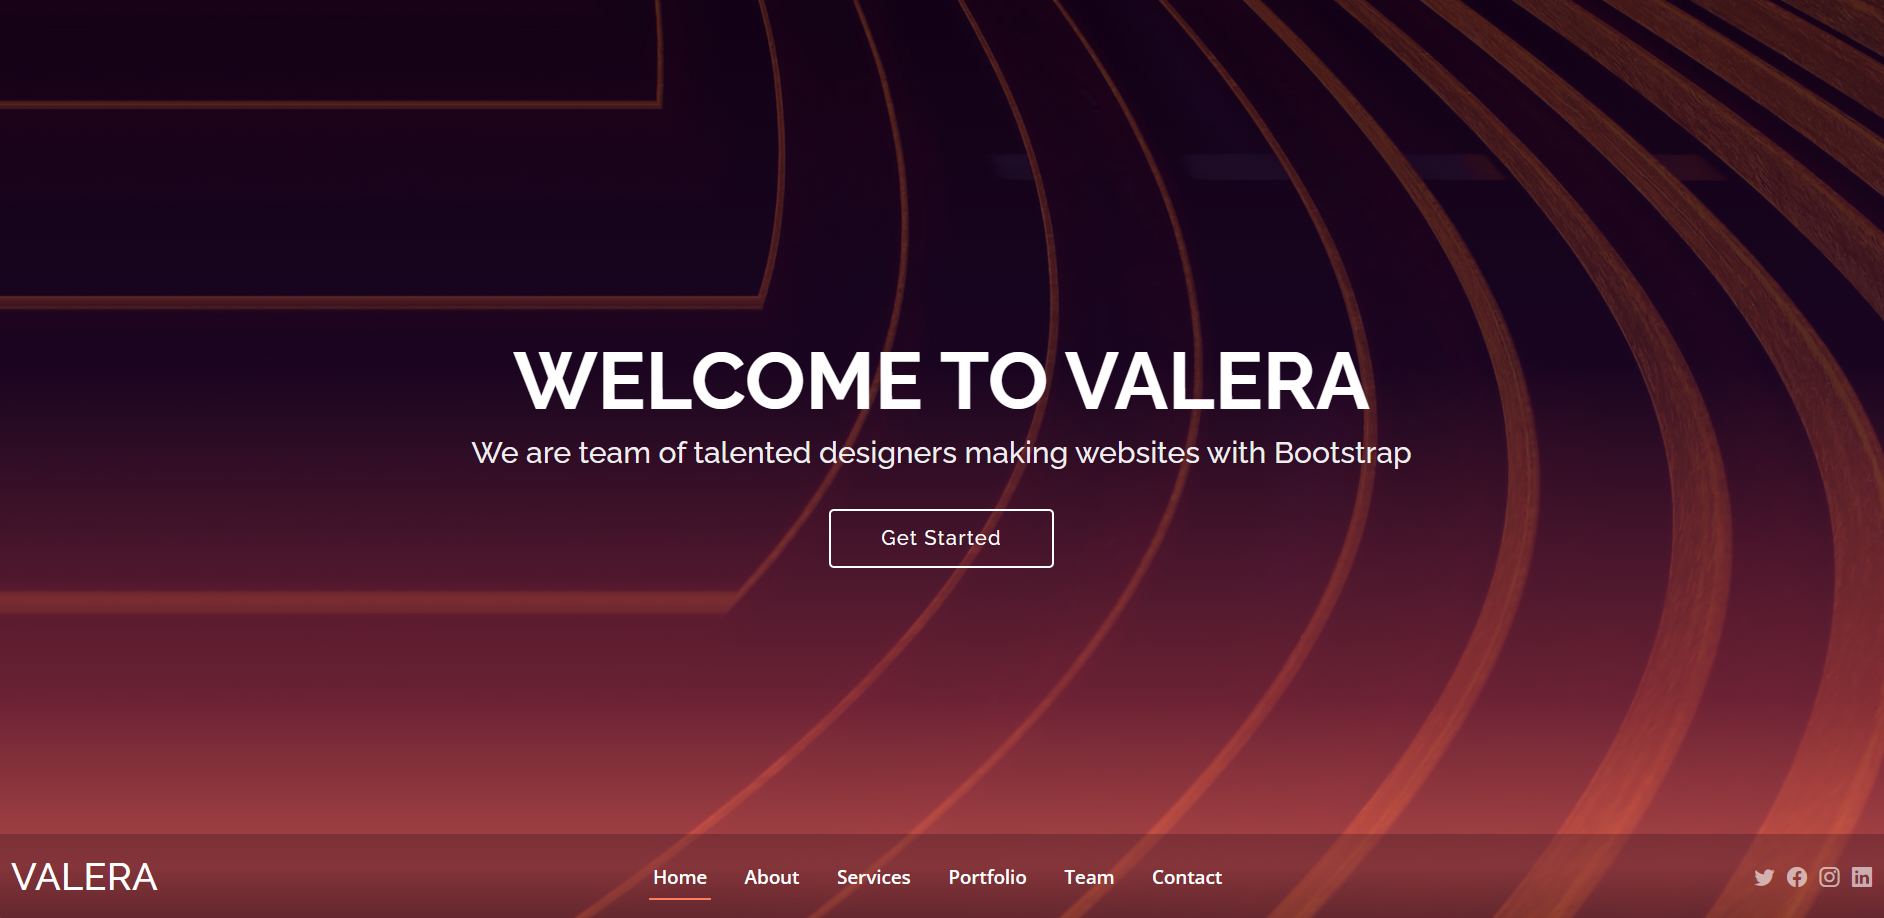 WELCOME TO VALERA
We are team of talented designers making websites with Bootstrap
Get Started
VALERA
Home About Services Portfolio Team Contact